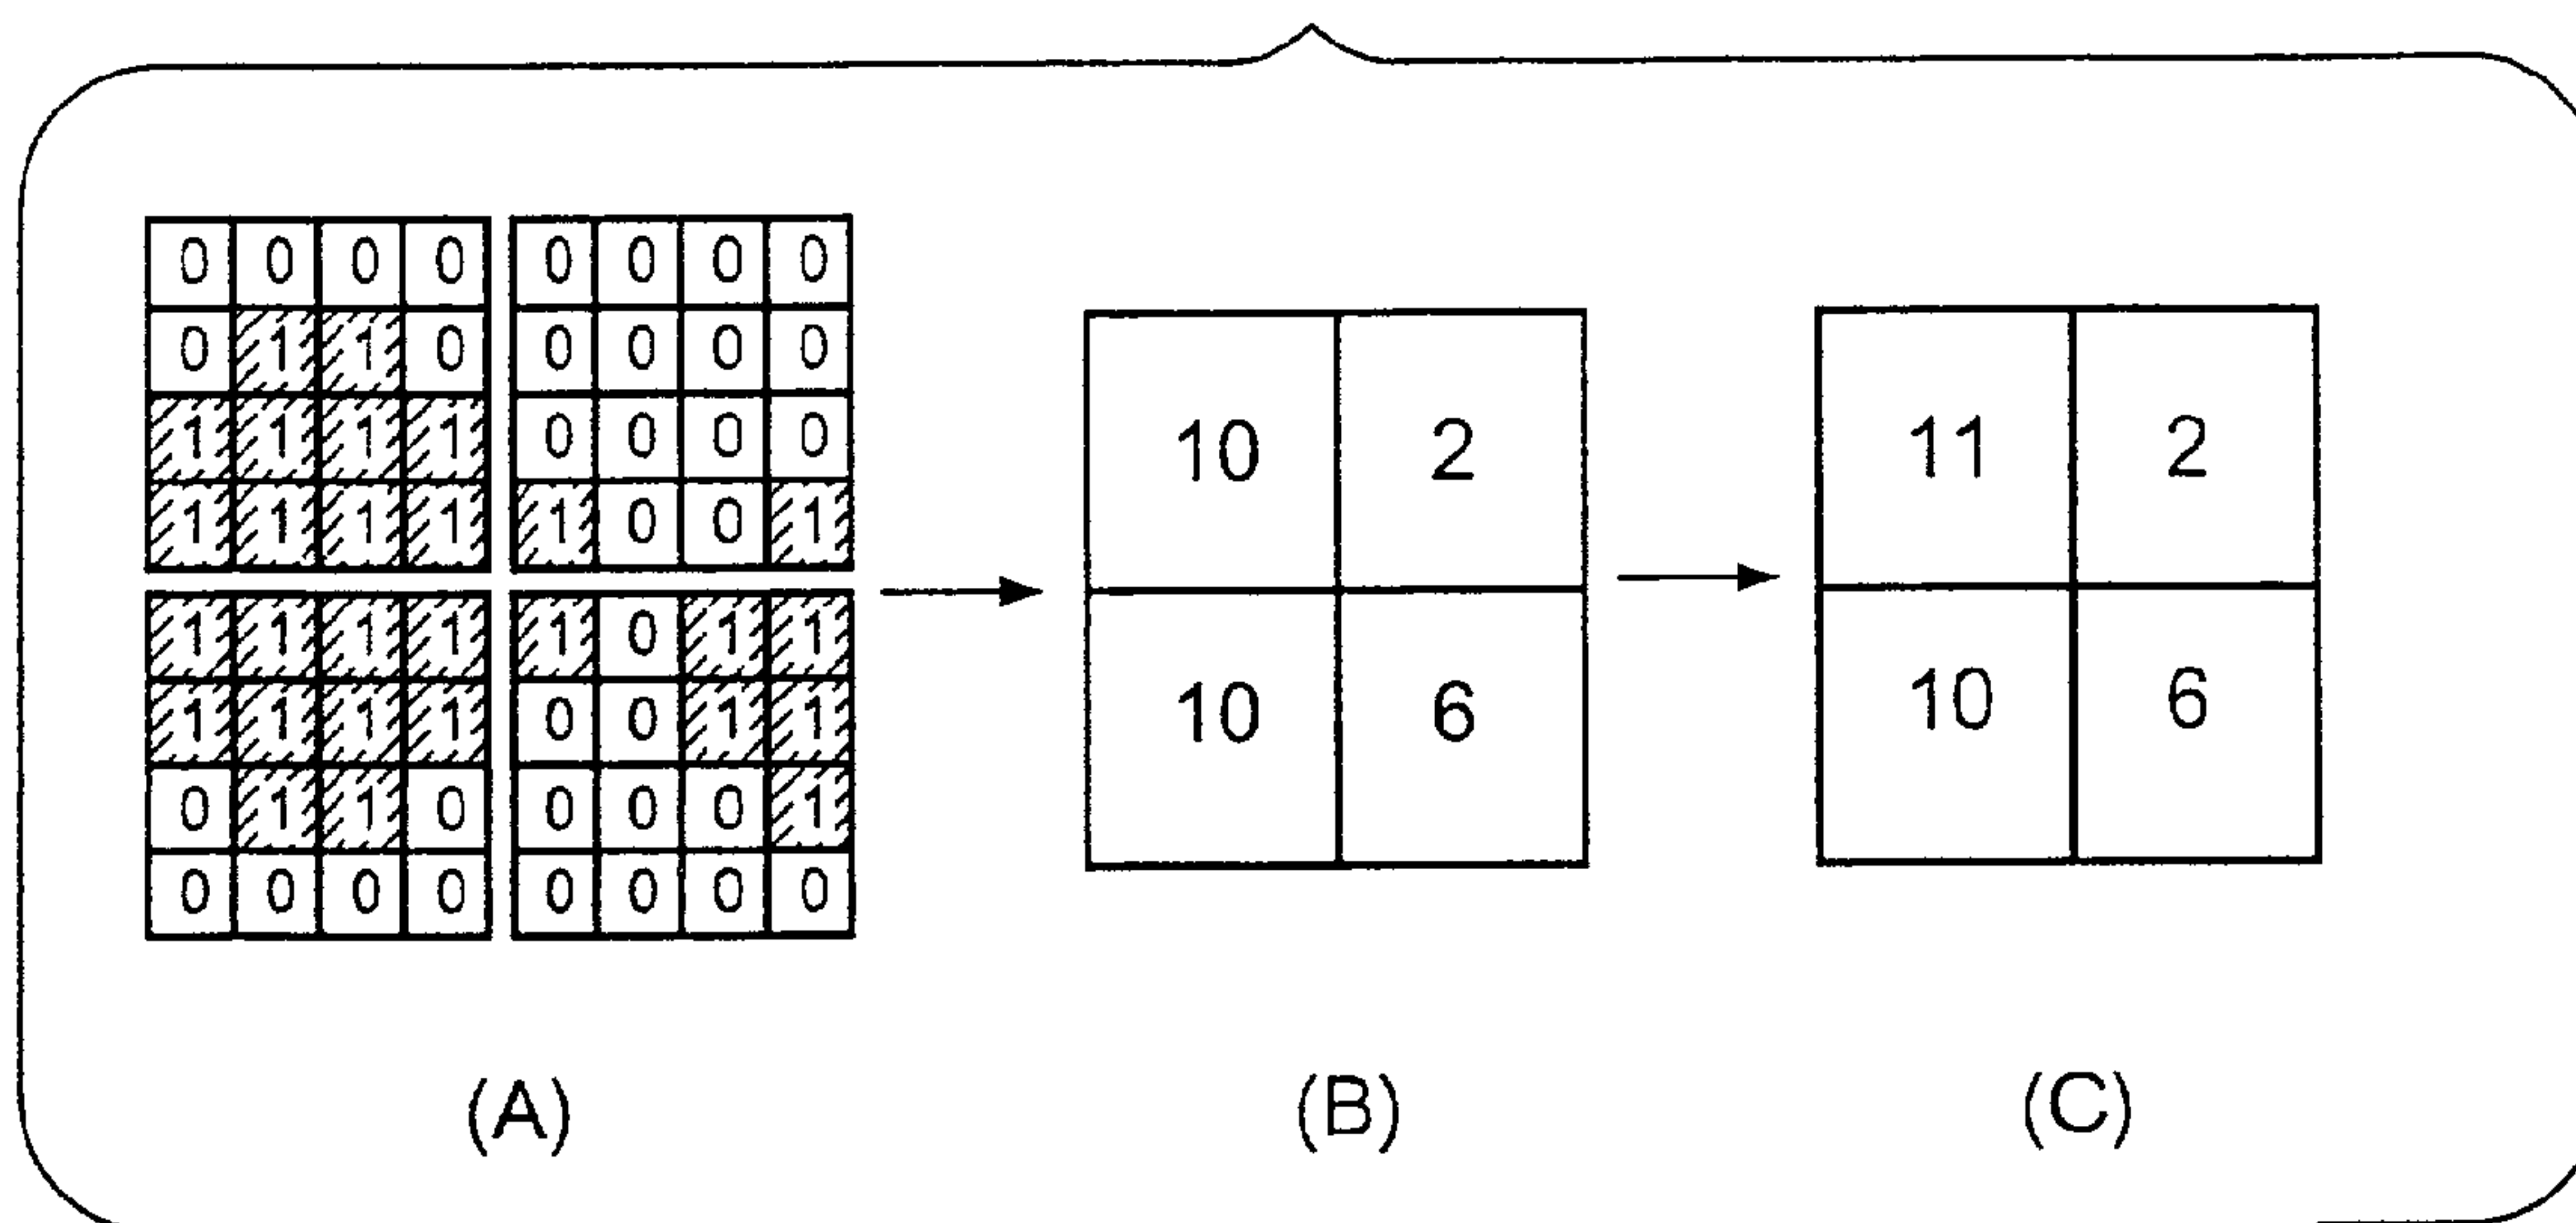 0 0 0 0 0 0 0 0
0 1 1 0 0 0 0 0
1 1 1 1 0 0 0 0
1 1 1 1 1 0 0 1
1 1 1 1 1 0 1 1
1 1 1 1 0 0 1 1
0 1 1 0 0 0 0 1
0 0 0 0 0 0 0 0
10 2
10 6
11 2
10 6
(A) (B) (C)